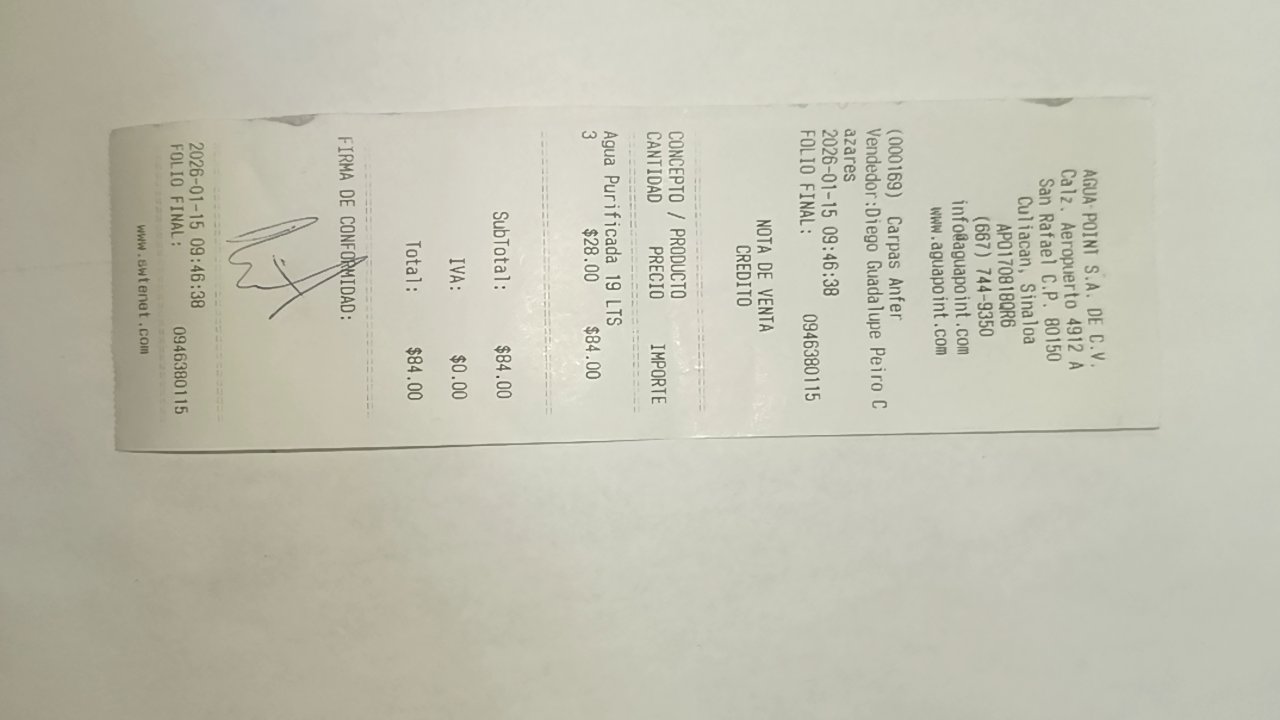 AGUA POINT S.A. DE C.V.
Calz. Aeropuerto 4912 A
San Rafael C.P. 80150
Culiacan, Sinaloa
APO170818QR6
(667) 744-9350
info@aguapoint.com
www.aguapoint.com
(000169) Carpas Anfer
Vendedor:Diego Guadalupe Peiro C
azares
2026-01-15 09:46:38
FOLIO FINAL: 0946380115
NOTA DE VENTA
CREDITO
CONCEPTO / PRODUCTO
CANTIDAD PRECIO IMPORTE
Agua Purificada 19 LTS
3 $28.00 $84.00
SubTotal: $84.00
IVA: $0.00
Total: $84.00
FIRMA DE CONFORMIDAD:
2026-01-15 09:46:38
FOLIO FINAL: 0946380115
www.swtenet.com